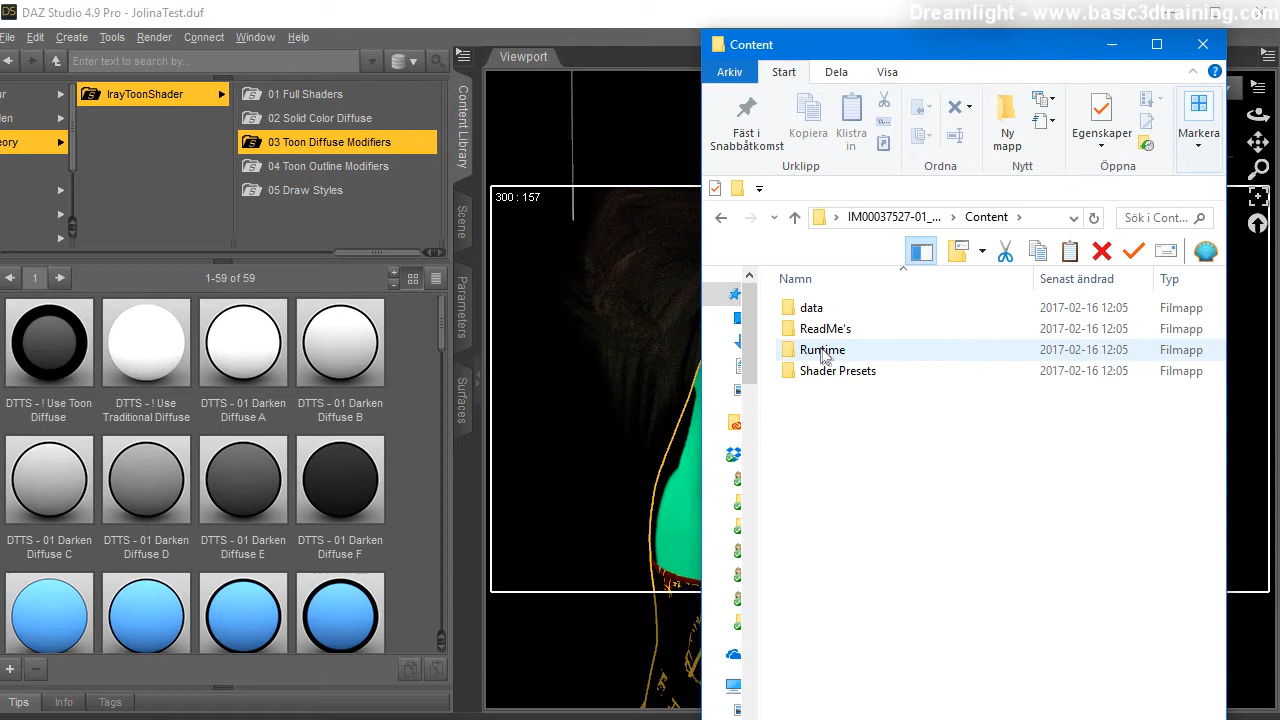 DAZ Studio 4.9 Pro - JolinaTest.duf
Dreamlight - www.basic3dtraining.com
File Edit Create Tools Render Connect Window Help
Enter text to search by...
IrayToonShader
01 Full Shaders
02 Solid Color Diffuse
eory
03 Toon Diffuse Modifiers
04 Toon Outline Modifiers
05 Draw Styles
1
1-59 of 59
DTTS - ! Use Toon Diffuse
DTTS - ! Use Traditional Diffuse
DTTS - 01 Darken Diffuse A
DTTS - 01 Darken Diffuse B
DTTS - 01 Darken Diffuse C
DTTS - 01 Darken Diffuse D
DTTS - 01 Darken Diffuse E
DTTS - 01 Darken Diffuse F
Tips Info Tags
Content Library
Scene
Parameters
Surfaces
Viewport
300 : 157
Content
Arkiv Start Dela Visa
Fäst i Snabbåtkomst
Kopiera
Klistra in
Ny mapp
Egenskaper
Markera
Urklipp Ordna Nytt Öppna
IM00037527-01_... Content
Sök i Cont...
Namn Senast ändrad Typ
data 2017-02-16 12:05 Filmapp
ReadMe's 2017-02-16 12:05 Filmapp
Runtime 2017-02-16 12:05 Filmapp
Shader Presets 2017-02-16 12:05 Filmapp